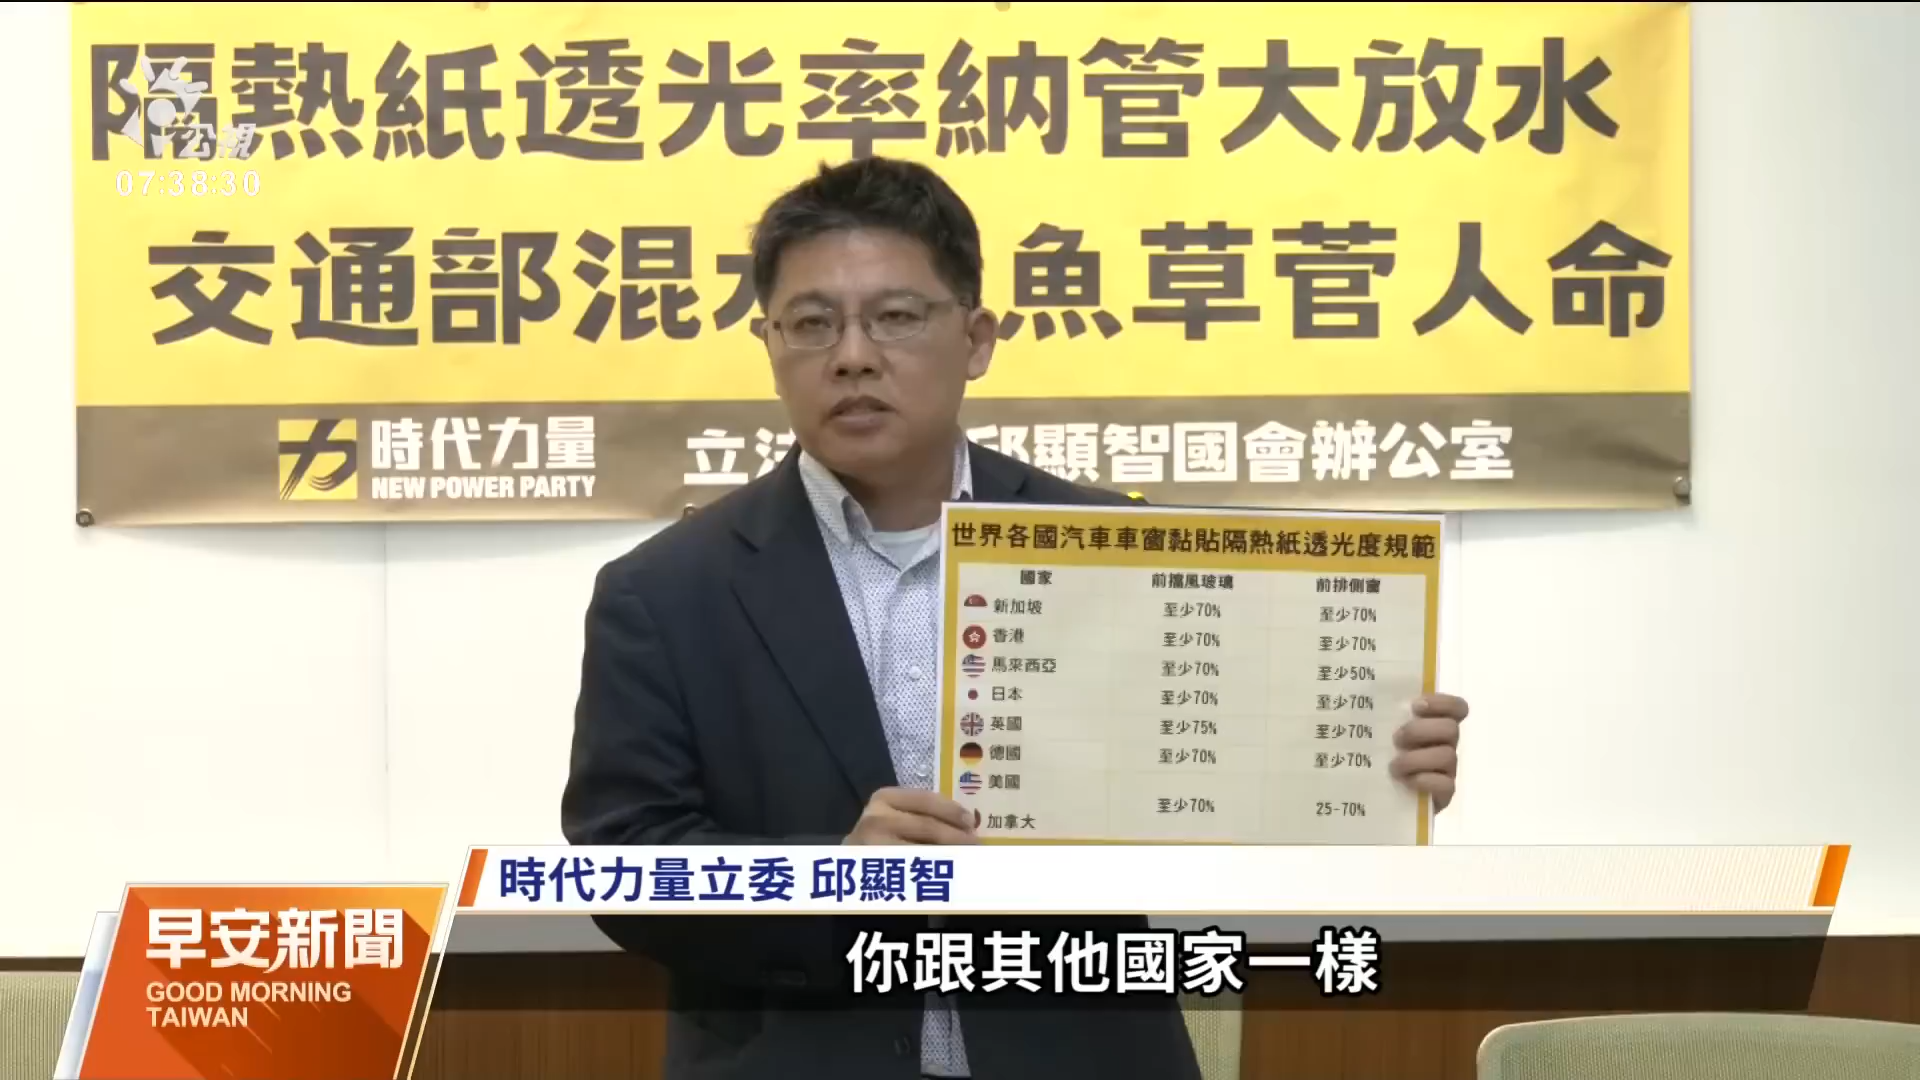 隔熱紙透光率納管大放水
公視
07:38:30
交通部混水 魚草菅人命
時代力量
NEW POWER PARTY
立法 邱顯智國會辦公室
世界各國汽車車窗黏貼隔熱紙透光度規範
國家 前擋風玻璃 前排側窗
新加坡 至少70% 至少70%
香港 至少70% 至少70%
馬來西亞 至少70% 至少50%
日本 至少70% 至少70%
英國 至少75% 至少70%
德國 至少70% 至少70%
美國
至少70% 25-70%
加拿大
時代力量立委 邱顯智
你跟其他國家一樣
早安新聞
GOOD MORNING
TAIWAN